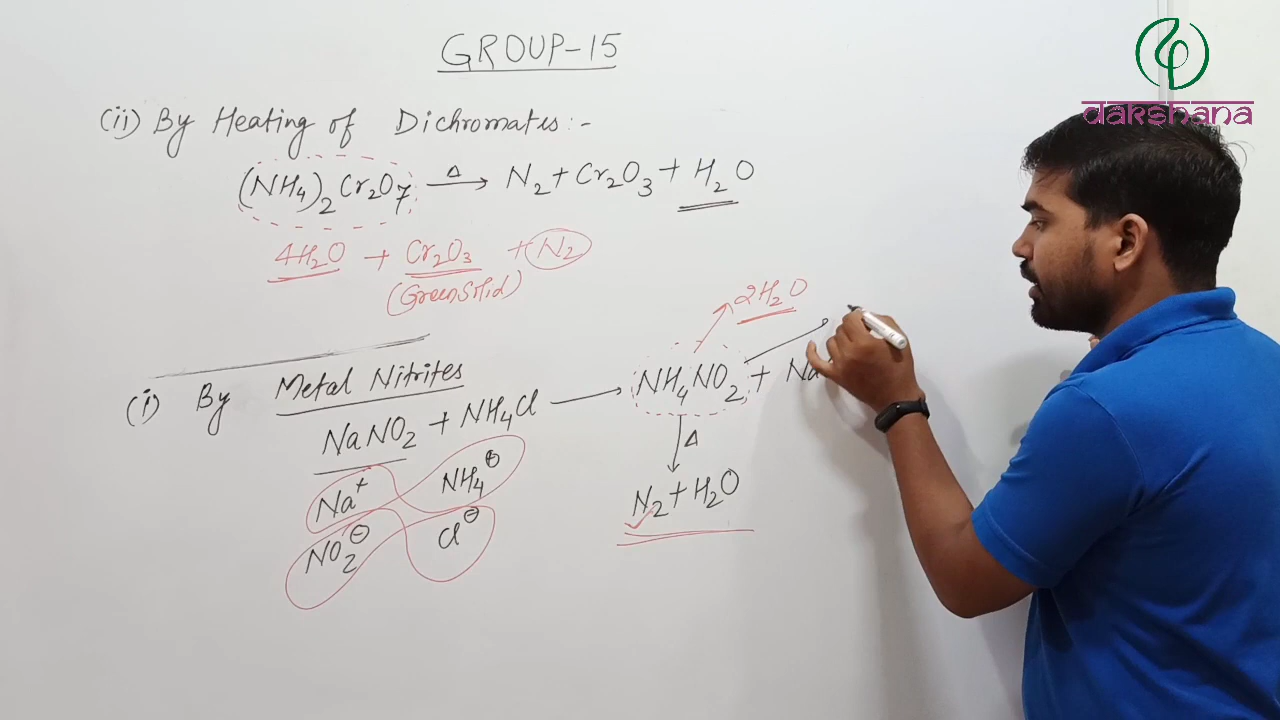 GROUP-15
dakshana
(ii) By Heating of Dichromates:-
(NH4)2Cr2O7 —Δ→ N2 + Cr2O3 + H2O
4H2O + Cr2O3 + N2
(Green Solid)
2H2O
(i) By Metal Nitrites
NaNO2 + NH4Cl → NH4NO2 + Na
Δ
Na+ NH4⊕
N2 + H2O
NO2⊖ Cl⊖